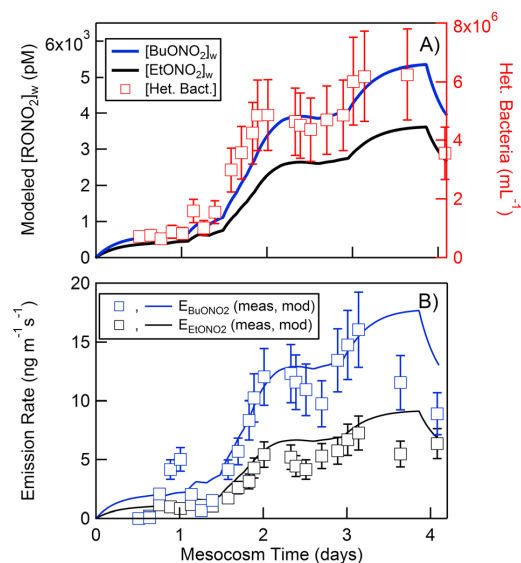 6x10³
5
4
3
2
1
0
Modeled [RONO₂]w (pM)
[BuONO2]w
[EtONO2]w
[Het. Bact.]
A)
8x10⁶
6
4
2
0
Het. Bacteria (mL⁻¹)
20
15
10
5
0
Emission Rate (ng m⁻¹ s⁻¹)
, E_BuONO2 (meas, mod)
, E_EtONO2 (meas, mod)
B)
0 1 2 3 4
Mesocosm Time (days)